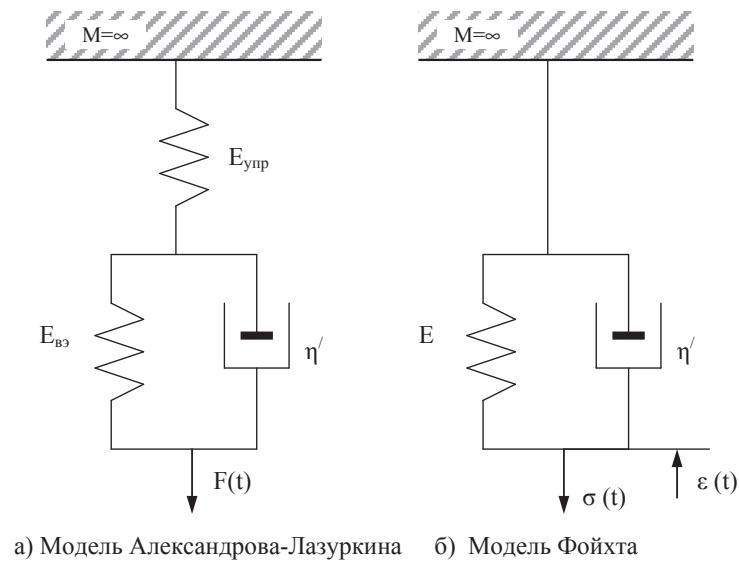 M=∞
M=∞
Eупр
Eвэ
η/
E
η/
F(t)
σ (t)
ε (t)
а) Модель Александрова-Лазуркина
б) Модель Фойхта